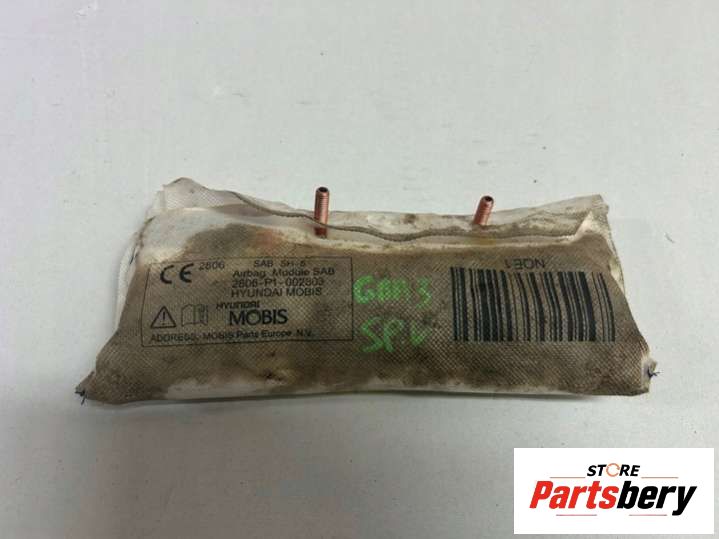 CE 2806 SAB SH-5
Airbag Module SAB
2806-P1-002803
HYUNDAI MOBIS
HYUNDAI
MOBIS
ADDRESS: MOBIS Parts Europe N.V.
SP.V
NQE1
STORE
Partsbery